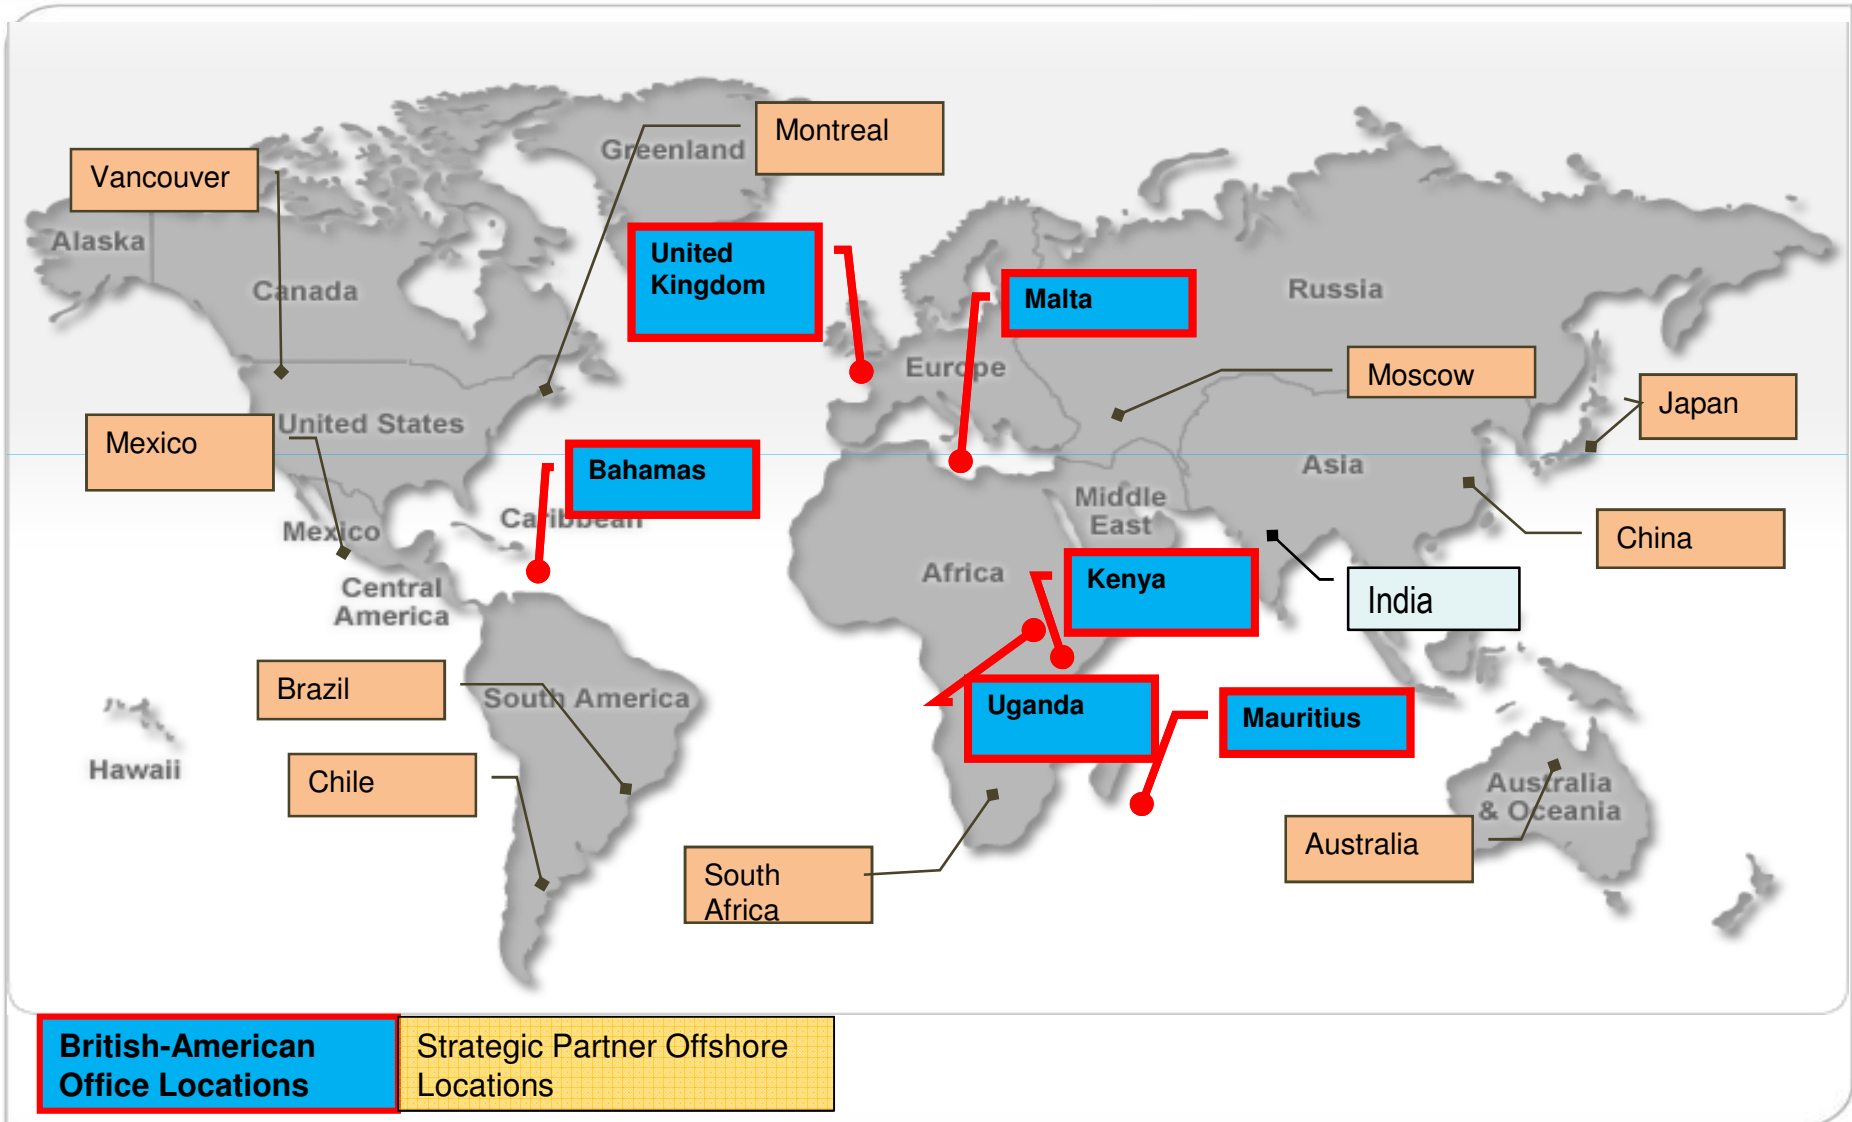 Montreal
Greenland
Vancouver
Alaska
Canada
United
Kingdom
Malta
Russia
Europe
Moscow
Japan
United States
Mexico
Bahamas
Asia
Middle
East
Caribbean
Mexico
China
Africa
Kenya
India
Central
America
Brazil
South America
Uganda
Mauritius
Hawaii
Chile
Australia
& Oceania
Australia
South
Africa
British-American
Office Locations
Strategic Partner Offshore
Locations